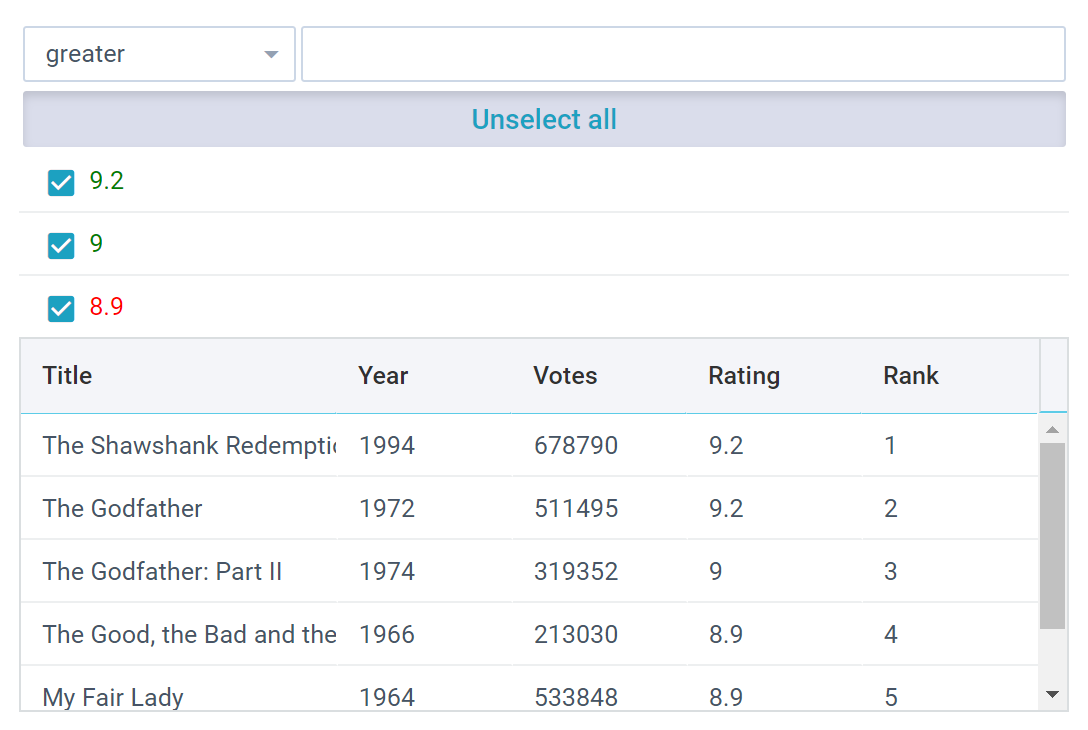 greater
Unselect all
9.2
9
8.9
Title Year Votes Rating Rank
The Shawshank Redemptic 1994 678790 9.2 1
The Godfather 1972 511495 9.2 2
The Godfather: Part II 1974 319352 9 3
The Good, the Bad and the 1966 213030 8.9 4
My Fair Lady 1964 533848 8.9 5